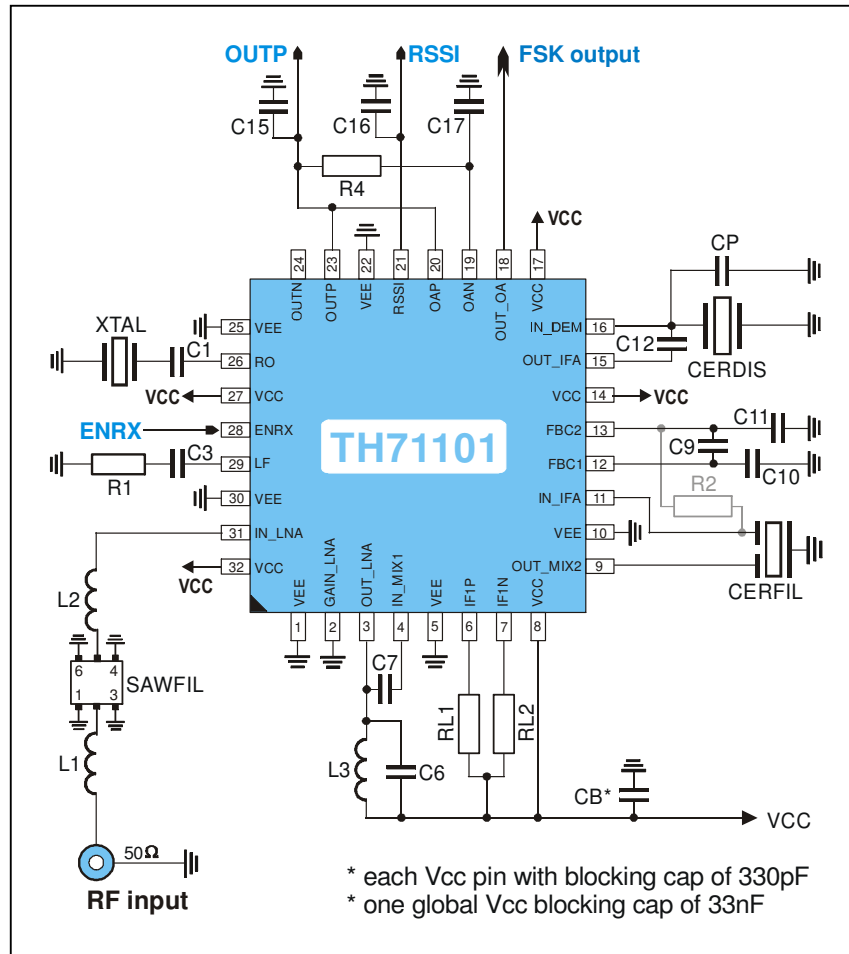 OUTP RSSI FSK output
C15 C16 C17
R4
VCC
CP
24 23 22 21 20 19 18 17
OUTN OUTP VEE RSSI OAP OAN OUT_OA VCC
XTAL
C1
25 VEE
26 RO
VCC 27 VCC
ENRX 28 ENRX
R1 C3 29 LF
30 VEE
31 IN_LNA
VCC 32 VCC
TH71101
IN_DEM 16
C12
OUT_IFA 15
CERDIS
VCC 14 VCC
FBC2 13 C11
C9
FBC1 12 C10
IN_IFA 11 R2
VEE 10
OUT_MIX2 9
CERFIL
VEE GAIN_LNA OUT_LNA IN_MIX1 VEE IF1P IF1N VCC
1 2 3 4 5 6 7 8
L2
6 4
1 3
SAWFIL
L1
C7
L3 C6
RL1 RL2
CB*
VCC
50Ω
RF input
* each Vcc pin with blocking cap of 330pF
* one global Vcc blocking cap of 33nF